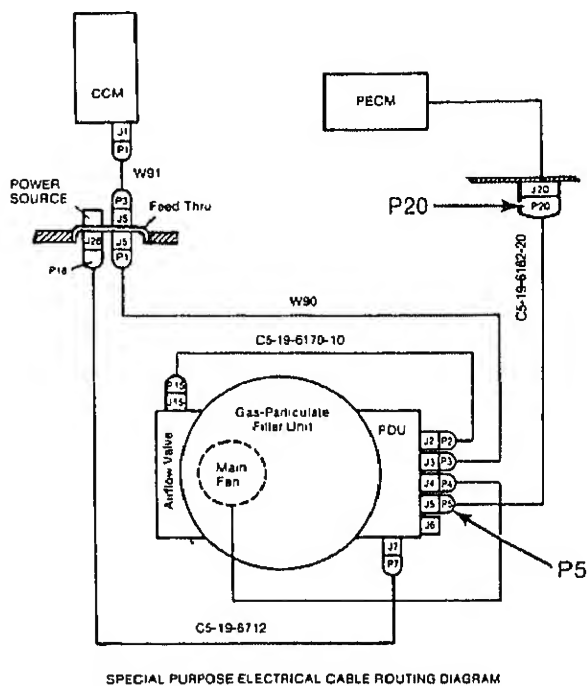 CCM
J1
P1
W91
POWER
SOURCE
P3
J5
Feed Thru
J28
J5
P18
P1
PECM
J20
P20
P20
C5-19-6182-20
W90
C5-19-6170-10
P15
J15
Gas-Particulate
Filter Unit
PDU
Airflow Valve
Main
Fan
J2 P2
J3 P3
J4 P4
J5 P5
J6
P5
J7
P7
C5-19-6712
SPECIAL PURPOSE ELECTRICAL CABLE ROUTING DIAGRAM